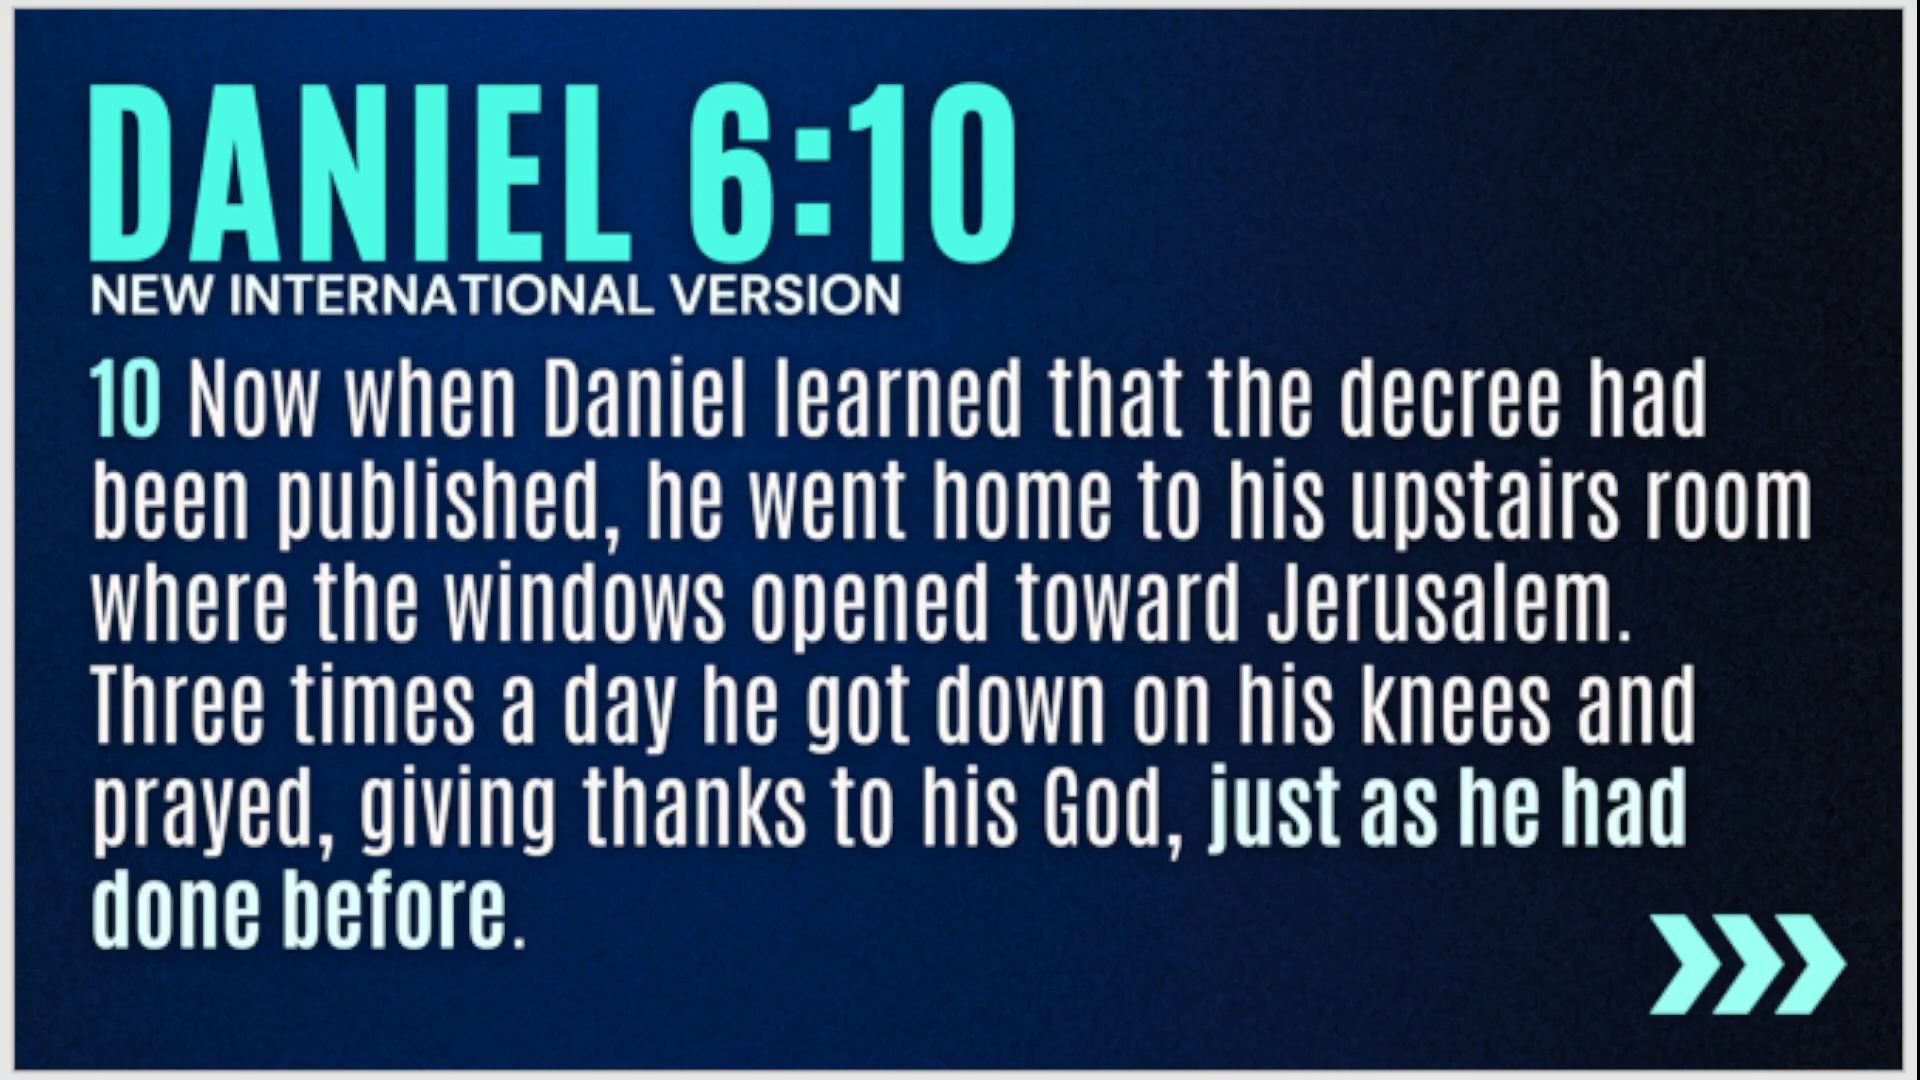 DANIEL 6:10
NEW INTERNATIONAL VERSION
10 Now when Daniel learned that the decree had
been published, he went home to his upstairs room
where the windows opened toward Jerusalem.
Three times a day he got down on his knees and
prayed, giving thanks to his God, just as he had
done before.